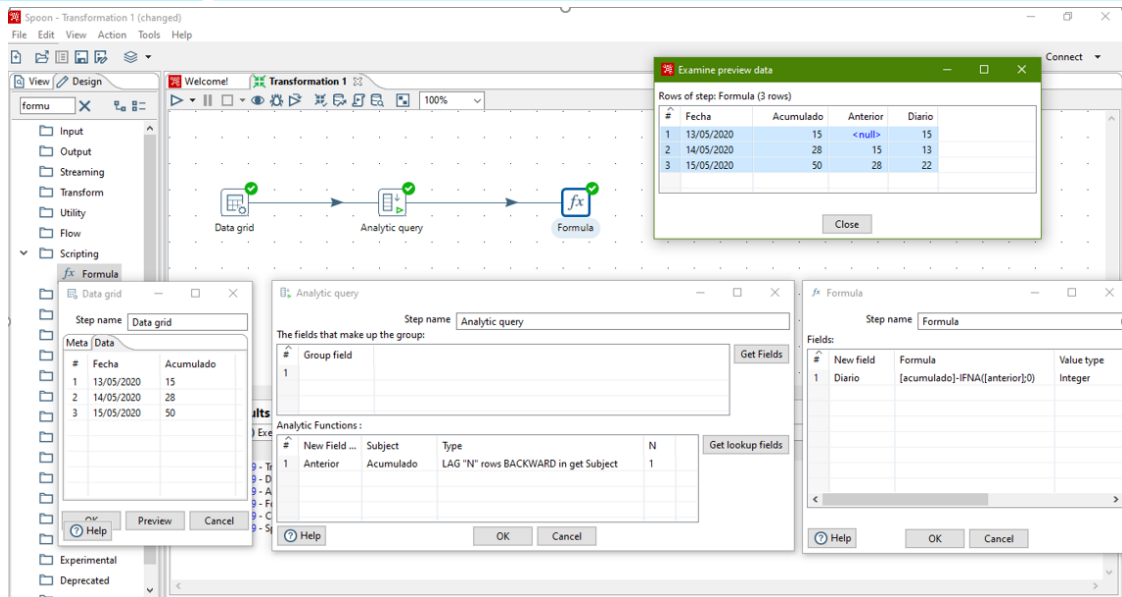 Spoon - Transformation 1 (changed)
File Edit View Action Tools Help
Connect
View Design
Welcome! Transformation 1
formu
100%
Input
Output
Streaming
Transform
Utility
Flow
Scripting
fx Formula
Experimental
Deprecated
Data grid
Analytic query
fx
Formula
Examine preview data
Rows of step: Formula (3 rows)
# Fecha Acumulado Anterior Diario
1 13/05/2020 15 <null> 15
2 14/05/2020 28 15 13
3 15/05/2020 50 28 22
Close
Data grid
Step name Data grid
Meta Data
# Fecha Acumulado
1 13/05/2020 15
2 14/05/2020 28
3 15/05/2020 50
OK Preview Cancel
Help
Analytic query
Step name Analytic query
The fields that make up the group:
# Group field
1
Get Fields
Analytic Functions :
# New Field ... Subject Type N
1 Anterior Acumulado LAG "N" rows BACKWARD in get Subject 1
Get lookup fields
Help OK Cancel
fx Formula
Step name Formula
Fields:
# New field Formula Value type
1 Diario [acumulado]-IFNA([anterior];0) Integer
Help OK Cancel